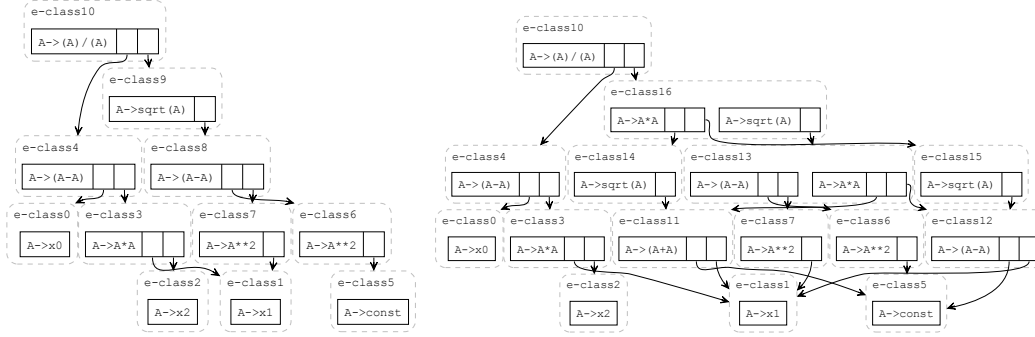 e-class10
A->(A)/(A)
e-class9
A->sqrt(A)
e-class4
e-class8
A->(A-A)
A->(A-A)
e-class0
e-class3
e-class7
e-class6
A->x0
A->A*A
A->A**2
A->A**2
e-class2
e-class1
e-class5
A->x2
A->x1
A->const
e-class10
A->(A)/(A)
e-class16
A->A*A
A->sqrt(A)
e-class4
e-class14
e-class13
e-class15
A->(A-A)
A->sqrt(A)
A->(A-A)
A->A*A
A->sqrt(A)
e-class0
e-class3
e-class11
e-class7
e-class6
e-class12
A->x0
A->A*A
A->(A+A)
A->A**2
A->A**2
A->(A-A)
e-class2
e-class1
e-class5
A->x2
A->x1
A->const